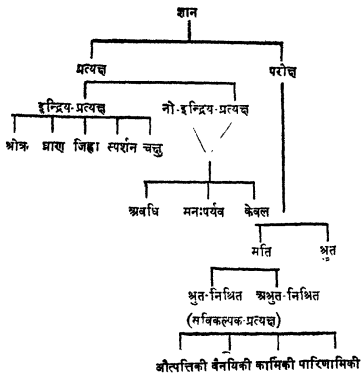 ज्ञान
प्रत्यक्ष परोक्ष
इन्द्रिय-प्रत्यक्ष नो-इन्द्रिय-प्रत्यक्ष
श्रोत्र घ्राण जिह्वा स्पर्शन चक्षु
अवधि मनःपर्यव केवल
मति श्रुत
श्रुत-निश्रित अश्रुत-निश्रित
(सविकल्पक-प्रत्यक्ष)
औत्पत्तिकी वैनयिकी कार्मिकी पारिणामिकी